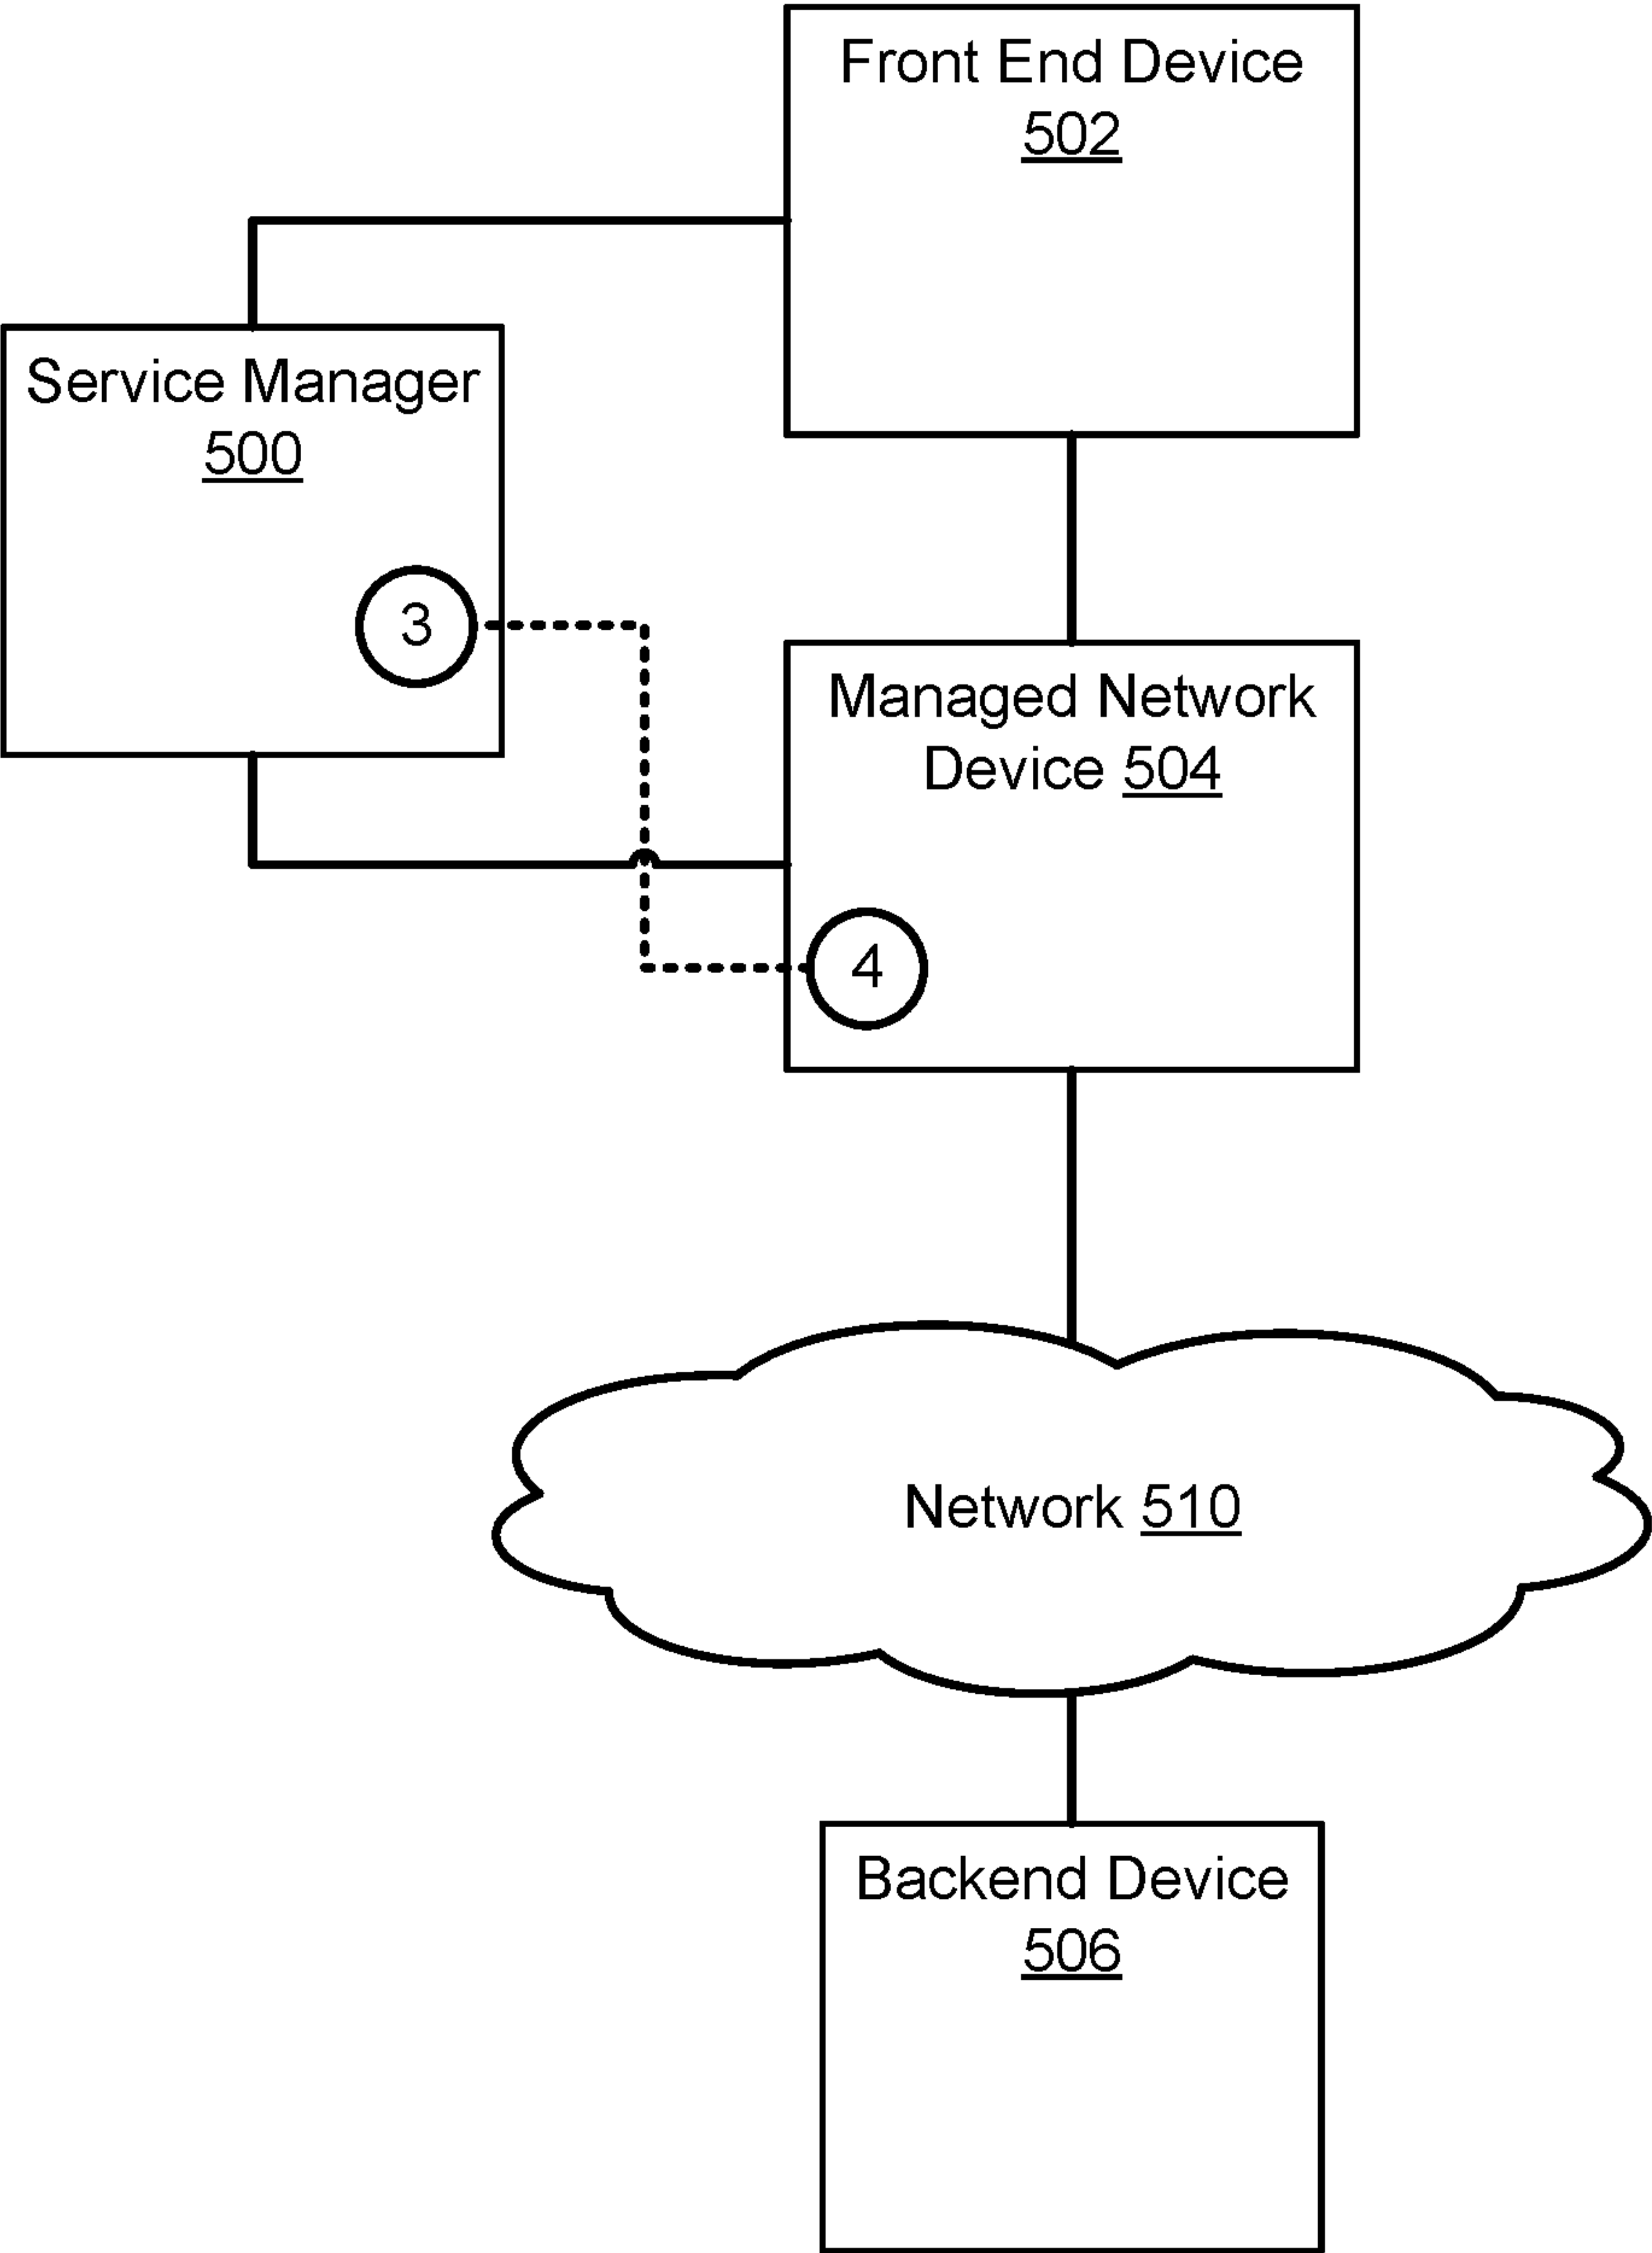 Front End Device
502
Service Manager
500
3
Managed Network
Device 504
4
Network 510
Backend Device
506